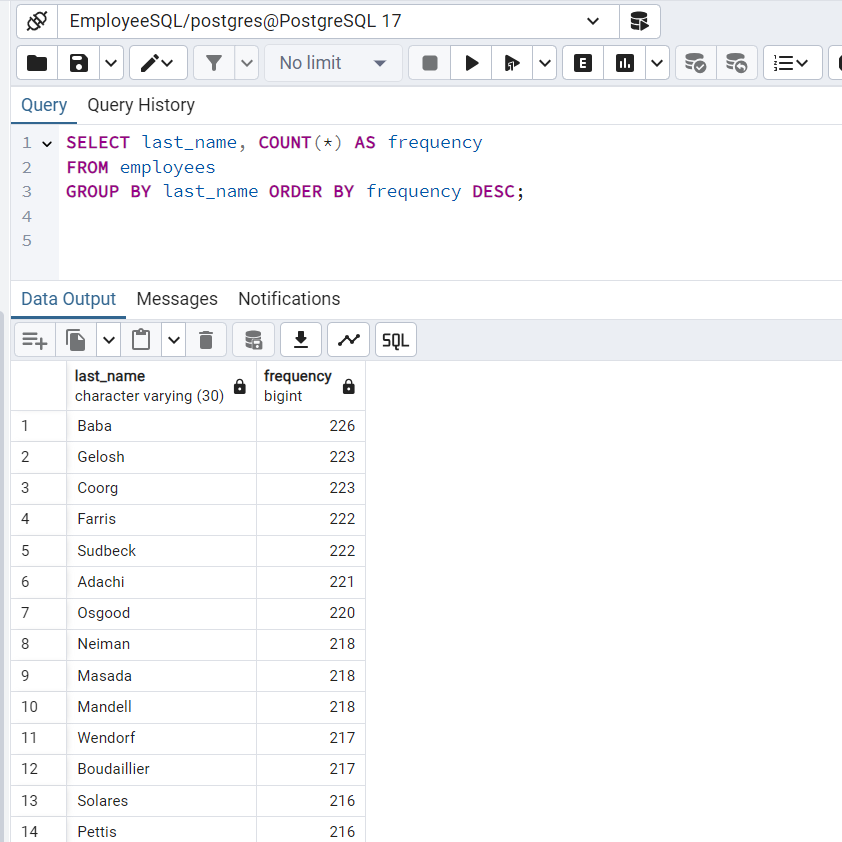 EmployeeSQL/postgres@PostgreSQL 17
No limit
E
Query Query History
1 SELECT last_name, COUNT(*) AS frequency
2 FROM employees
3 GROUP BY last_name ORDER BY frequency DESC;
4
5
Data Output Messages Notifications
SQL
last_name frequency
character varying (30) bigint
1 Baba 226
2 Gelosh 223
3 Coorg 223
4 Farris 222
5 Sudbeck 222
6 Adachi 221
7 Osgood 220
8 Neiman 218
9 Masada 218
10 Mandell 218
11 Wendorf 217
12 Boudaillier 217
13 Solares 216
14 Pettis 216